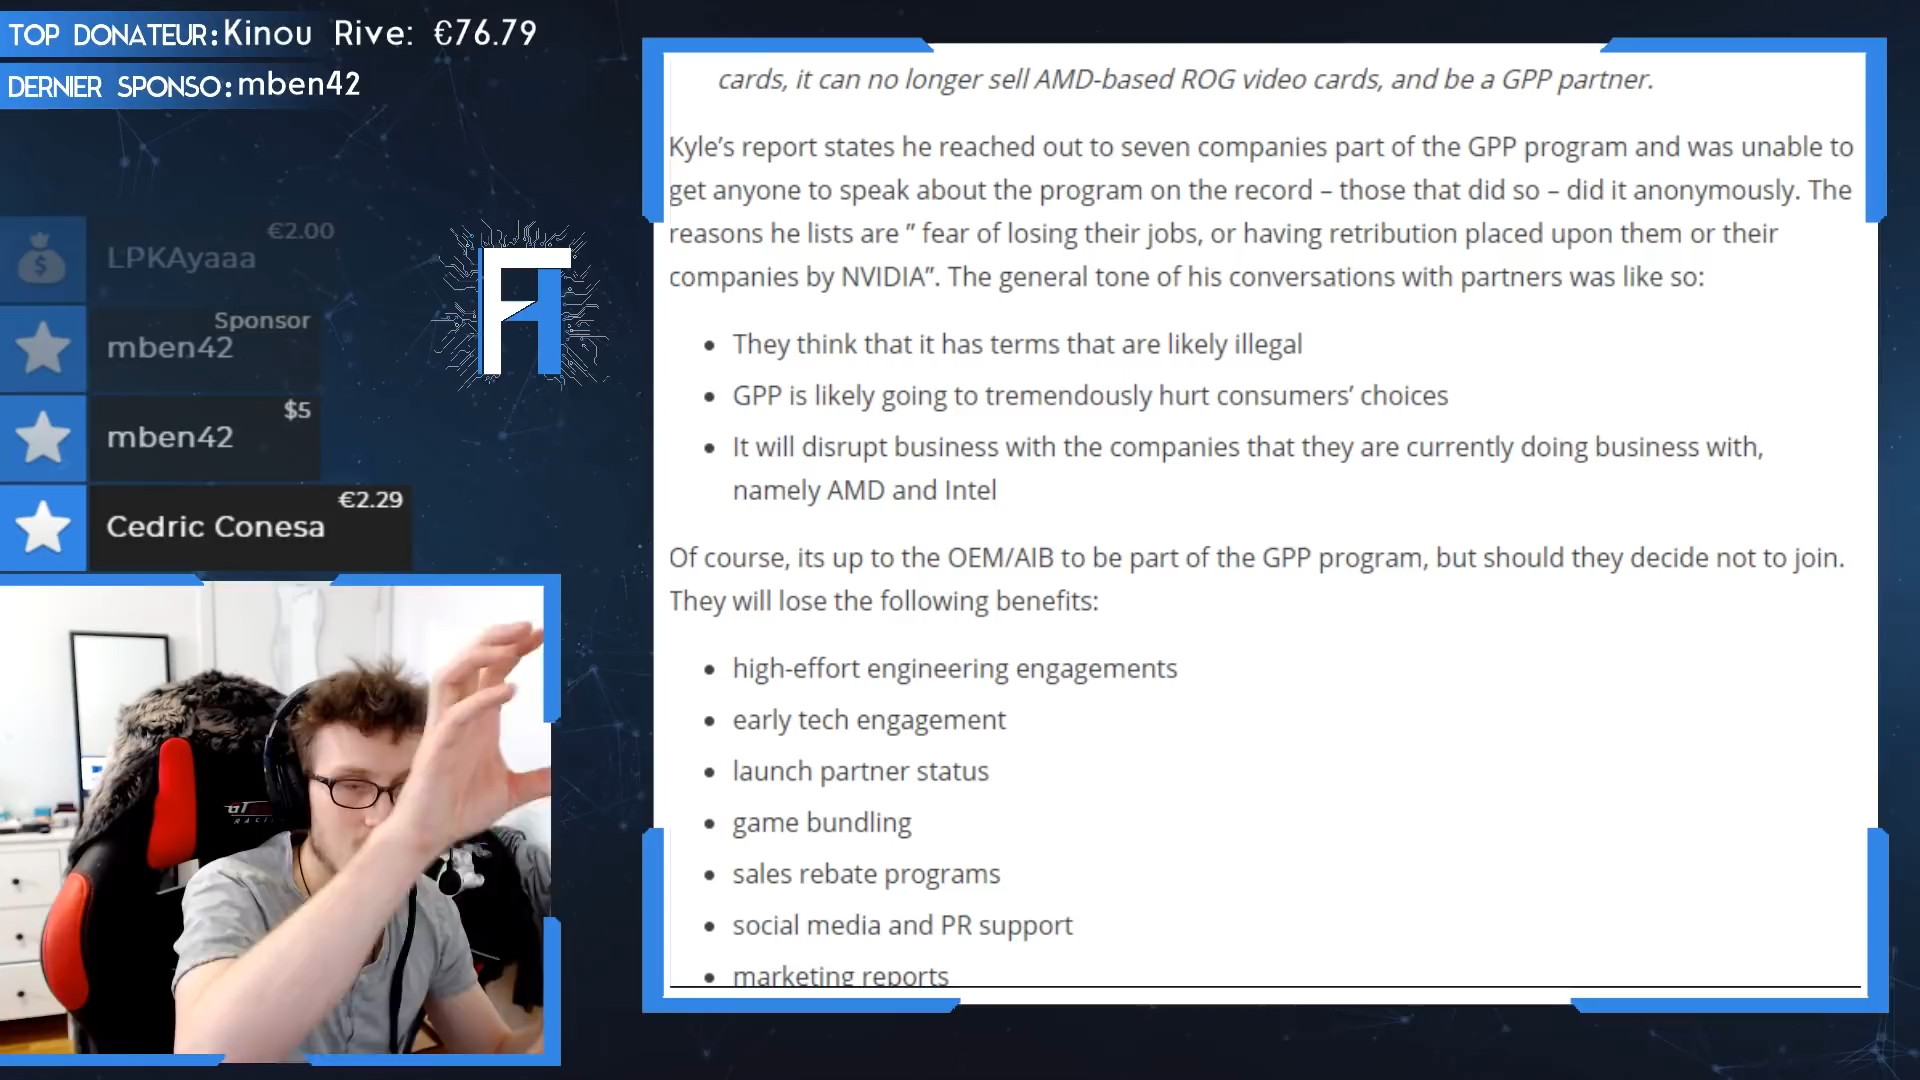 TOP DONATEUR: Kinou Rive: €76.79
DERNIER SPONSO: mben42
€2.00
LPKAyaaa
Sponsor
mben42
$5
mben42
€2.29
Cedric Conesa
GT
RACING
cards, it can no longer sell AMD-based ROG video cards, and be a GPP partner.
Kyle’s report states he reached out to seven companies part of the GPP program and was unable to
get anyone to speak about the program on the record – those that did so – did it anonymously. The
reasons he lists are ” fear of losing their jobs, or having retribution placed upon them or their
companies by NVIDIA”. The general tone of his conversations with partners was like so:
• They think that it has terms that are likely illegal
• GPP is likely going to tremendously hurt consumers’ choices
• It will disrupt business with the companies that they are currently doing business with,
namely AMD and Intel
Of course, its up to the OEM/AIB to be part of the GPP program, but should they decide not to join.
They will lose the following benefits:
• high-effort engineering engagements
• early tech engagement
• launch partner status
• game bundling
• sales rebate programs
• social media and PR support
• marketing reports